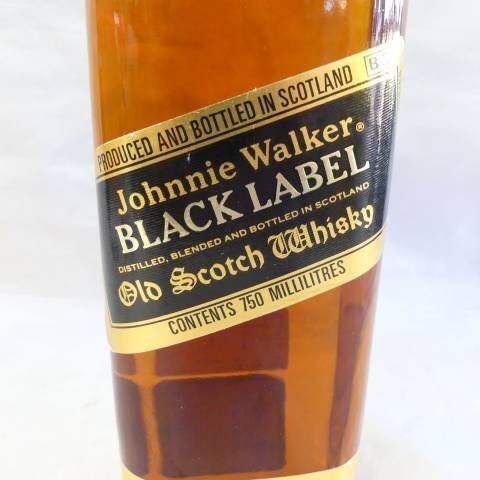 PRODUCED AND BOTTLED IN SCOTLAND
Johnnie Walker®
BLACK LABEL
DISTILLED, BLENDED AND BOTTLED IN SCOTLAND
Old Scotch Whisky
CONTENTS 750 MILLILITRES